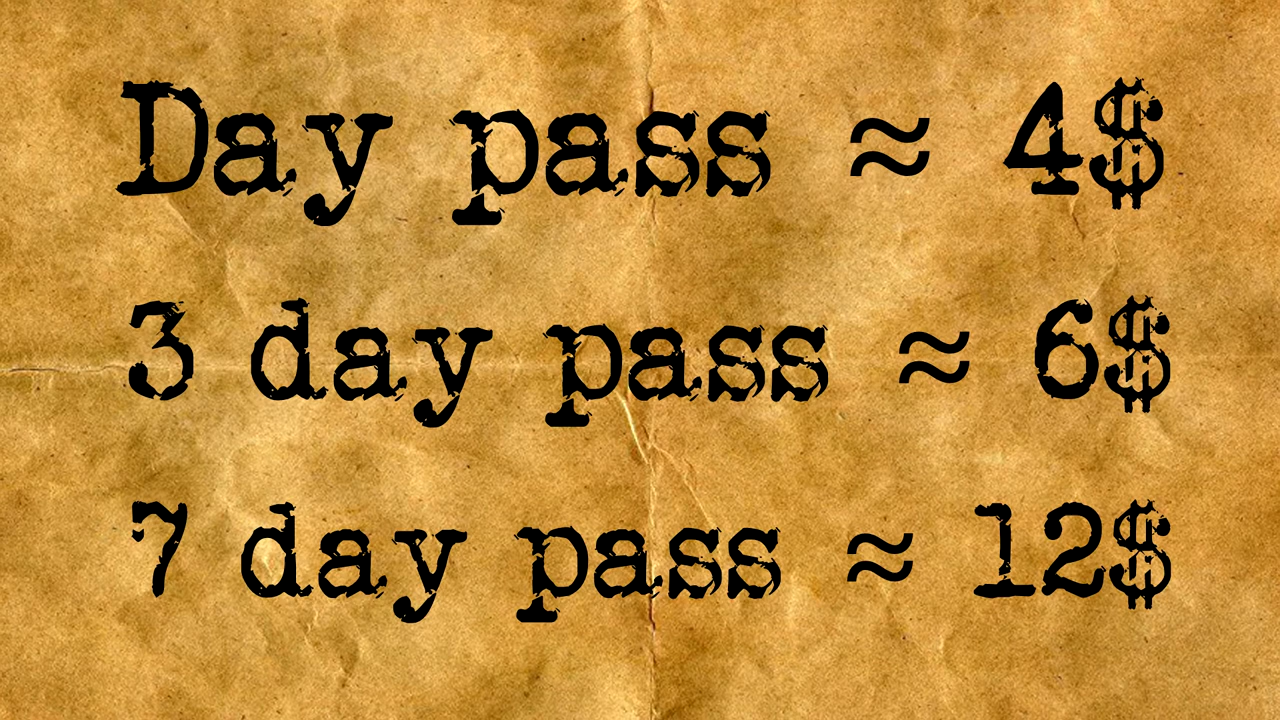 Day pass ≈ 4$
3 day pass ≈ 6$
7 day pass ≈ 12$